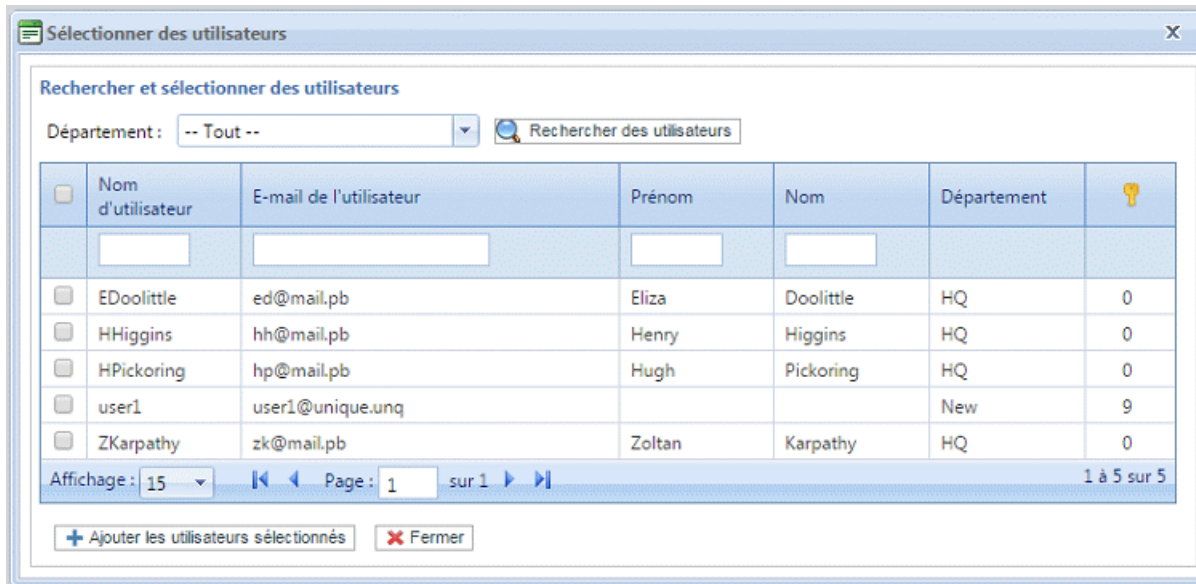 Sélectionner des utilisateurs
X
Rechercher et sélectionner des utilisateurs
Département : -- Tout -- Rechercher des utilisateurs
Nom d'utilisateur E-mail de l'utilisateur Prénom Nom Département
EDoolittle ed@mail.pb Eliza Doolittle HQ 0
HHiggins hh@mail.pb Henry Higgins HQ 0
HPickoring hp@mail.pb Hugh Pickoring HQ 0
user1 user1@unique.unq New 9
ZKarpathy zk@mail.pb Zoltan Karpathy HQ 0
Affichage : 15 Page : 1 sur 1 1 à 5 sur 5
Ajouter les utilisateurs sélectionnés Fermer